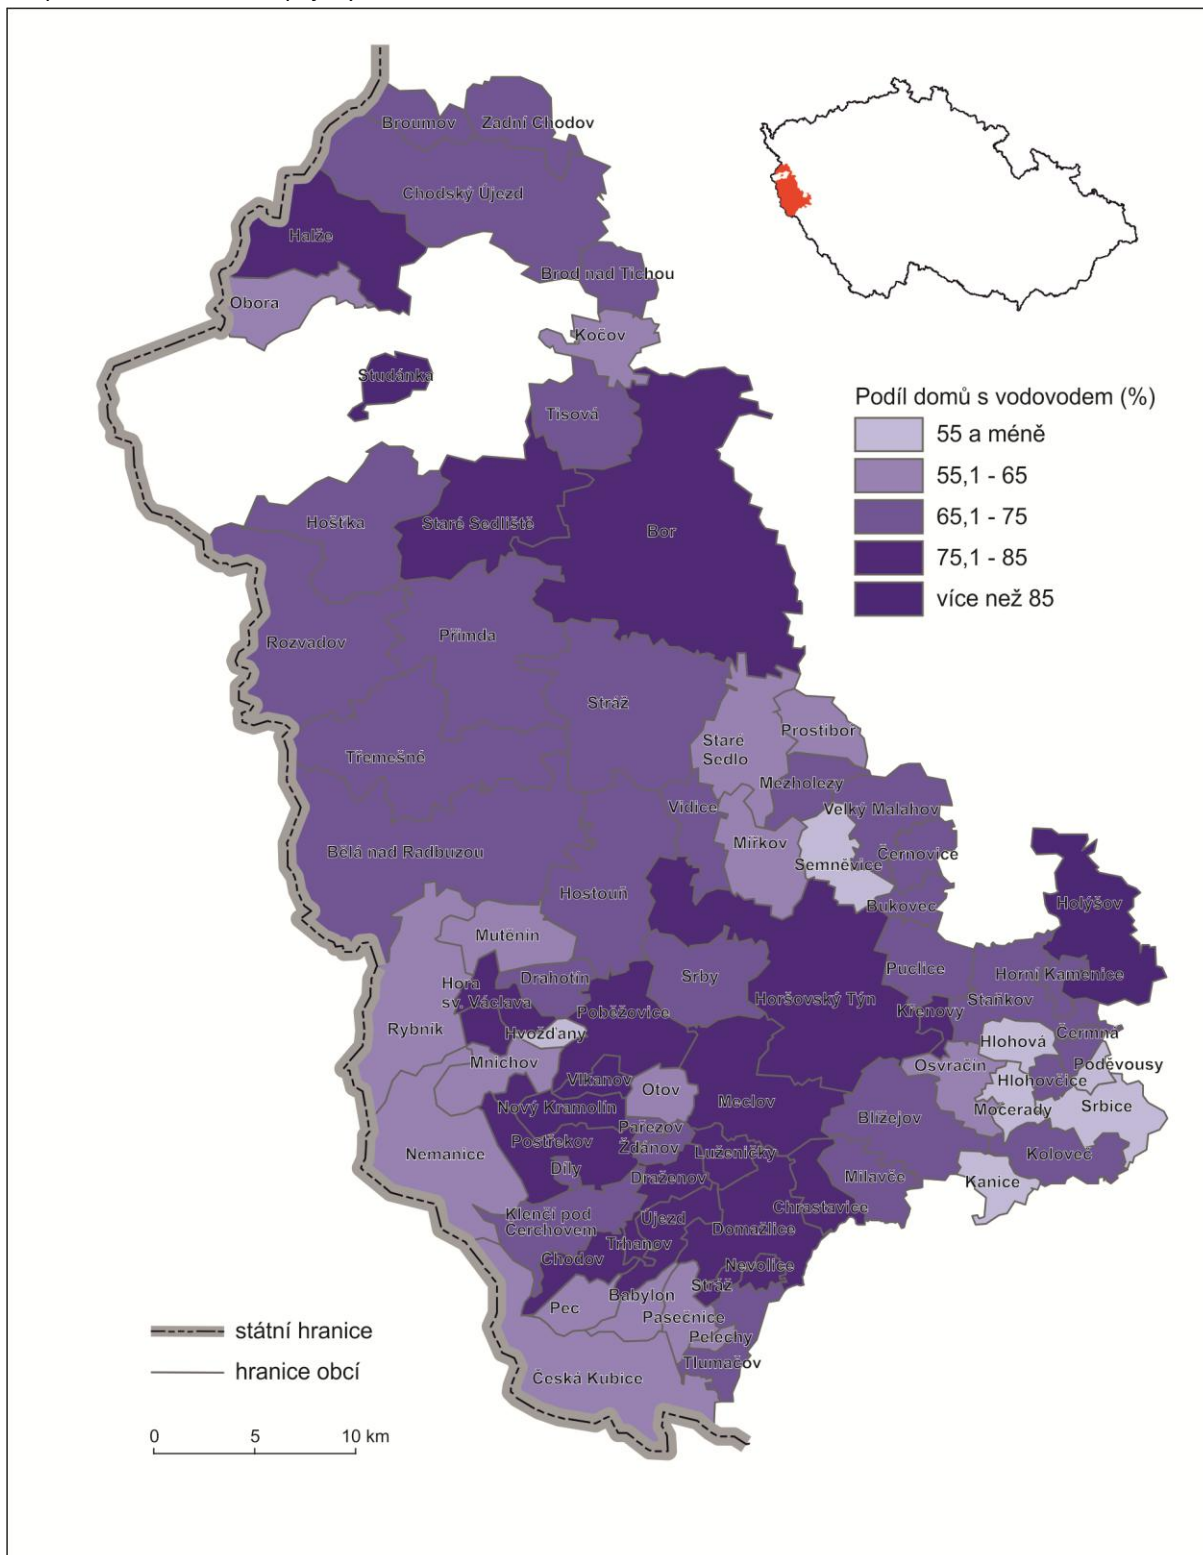 Broumov
Zadní Chodov
Chodský Újezd
Halže
Brod nad Tichou
Obora
Kočov
Studánka
Tisová
Podíl domů s vodovodem (%)
55 a méně
55,1 - 65
65,1 - 75
75,1 - 85
více než 85
Hošťka
Staré Sedliště
Bor
Rozvadov
Přimda
Stráž
Staré
Sedlo
Prostiboř
Třemešné
Mezholezy
Vidice
Velký Malahov
Mířkov
Semněvice
Černovice
Bělá nad Radbuzou
Hostouň
Bukovec
Holýšov
Mutěnín
Puclice
Horní Kamenice
Drahotín
Srby
Hora
sv. Václava
Horšovský Týn
Staňkov
Poběžovice
Křenovy
Rybník
Hvožďany
Hlohová
Čermná
Mnichov
Osvračín
Poděvousy
Vlkanov
Otov
Hlohovčice
Nový Kramolín
Meclov
Močerady
Srbice
Pařezov
Blížejov
Postřekov
Ždánov
Luženičky
Nemanice
Koloveč
Díly
Draženov
Milavče
Kanice
Klenčí pod
Čerchovem
Újezd
Chrastavice
Domažlice
Trhanov
Chodov
Nevolice
Stráž
Babylon
Pec
Pasečnice
Pelechy
Tlumačov
Česká Kubice
státní hranice
hranice obcí
0 5 10 km